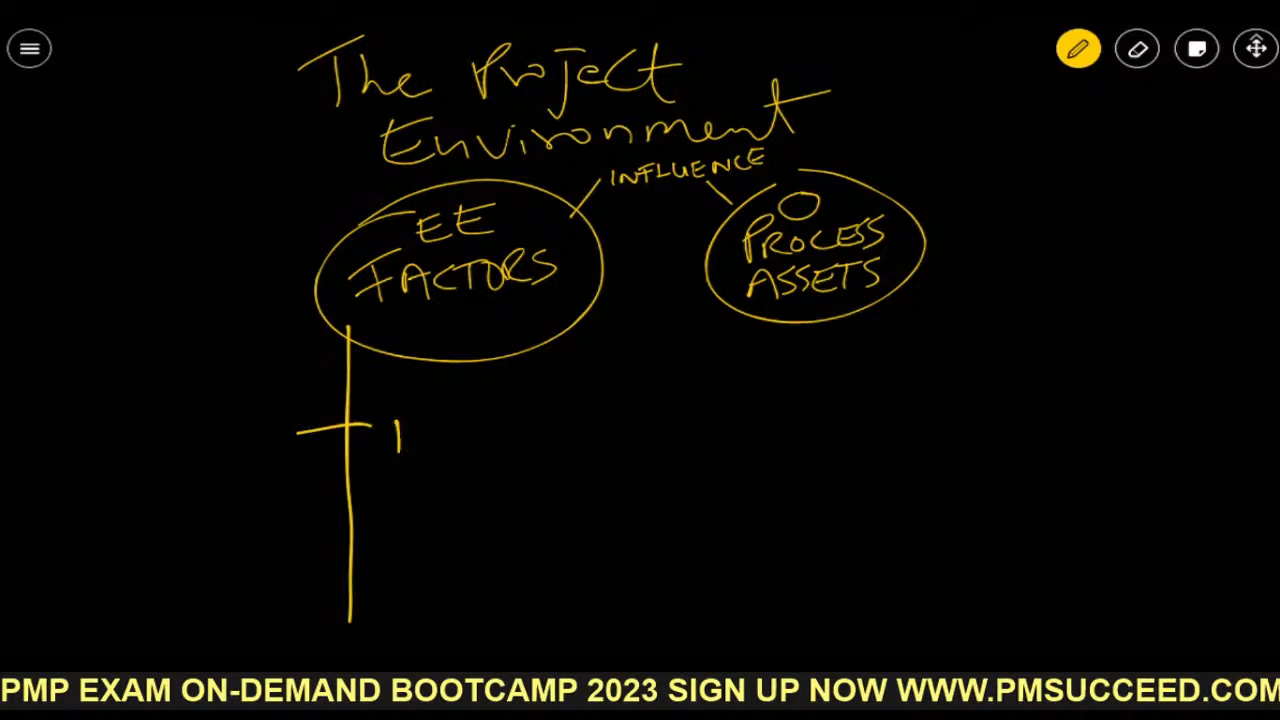 The Project
Environment
INFLUENCE
EE
FACTORS
O
PROCESS
ASSETS
I
PMP EXAM ON-DEMAND BOOTCAMP 2023 SIGN UP NOW WWW.PMSUCCEED.COM